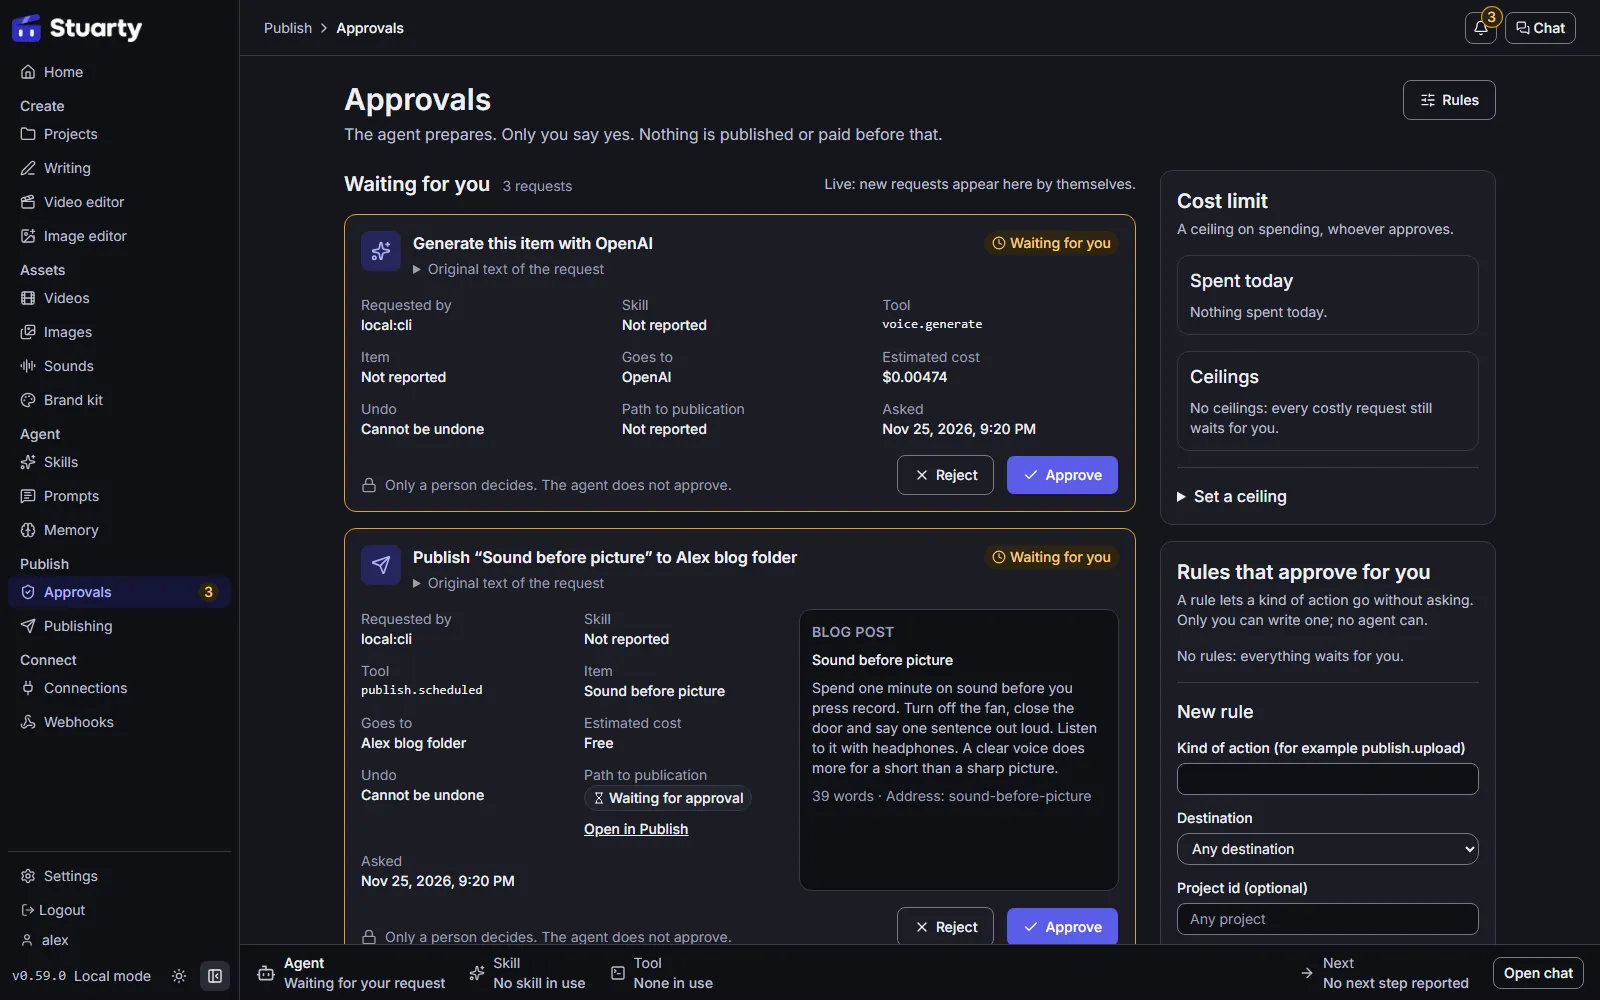 Stuarty
Home
Create
Projects
Writing
Video editor
Image editor
Assets
Videos
Images
Sounds
Brand kit
Agent
Skills
Prompts
Memory
Publish
Approvals 3
Publishing
Connect
Connections
Webhooks
Settings
Logout
alex
v0.59.0 Local mode
Publish > Approvals
3
Chat
Approvals
The agent prepares. Only you say yes. Nothing is published or paid before that.
Rules
Waiting for you 3 requests
Live: new requests appear here by themselves.
Generate this item with OpenAI
Waiting for you
Original text of the request
Requested by
local:cli
Skill
Not reported
Tool
voice.generate
Item
Not reported
Goes to
OpenAI
Estimated cost
$0.00474
Undo
Cannot be undone
Path to publication
Not reported
Asked
Nov 25, 2026, 9:20 PM
Only a person decides. The agent does not approve.
Reject
Approve
Publish “Sound before picture” to Alex blog folder
Waiting for you
Original text of the request
Requested by
local:cli
Skill
Not reported
Tool
publish.scheduled
Item
Sound before picture
Goes to
Alex blog folder
Estimated cost
Free
Undo
Cannot be undone
Path to publication
Waiting for approval
Open in Publish
Asked
Nov 25, 2026, 9:20 PM
BLOG POST
Sound before picture
Spend one minute on sound before you
press record. Turn off the fan, close the
door and say one sentence out loud. Listen
to it with headphones. A clear voice does
more for a short than a sharp picture.
39 words · Address: sound-before-picture
Only a person decides. The agent does not approve.
Reject
Approve
Cost limit
A ceiling on spending, whoever approves.
Spent today
Nothing spent today.
Ceilings
No ceilings: every costly request still
waits for you.
Set a ceiling
Rules that approve for you
A rule lets a kind of action go without asking.
Only you can write one; no agent can.
No rules: everything waits for you.
New rule
Kind of action (for example publish.upload)
Destination
Any destination
Project id (optional)
Any project
Agent
Waiting for your request
Skill
No skill in use
Tool
None in use
Next
No next step reported
Open chat